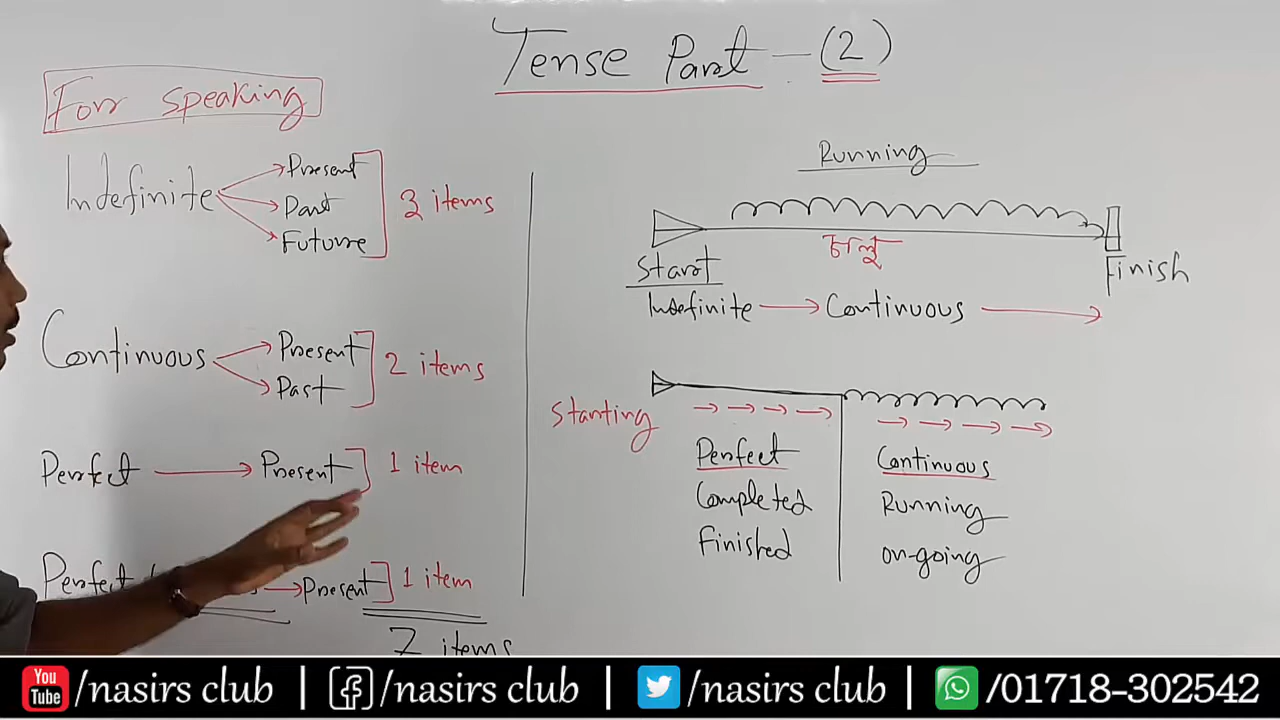 Tense Part - (2)
For Speaking
Indefinite
Present
Past
Future
3 items
Continuous
Present
Past
2 items
Perfect → Present
1 item
Perfect
→ Present
1 item
7 items
Running
চালু
Start
Finish
Indefinite → Continuous →
Starting
Perfect
Completed
Finished
Continuous
Running
on-going
You Tube /nasirs club | f /nasirs club | /nasirs club | /01718-302542